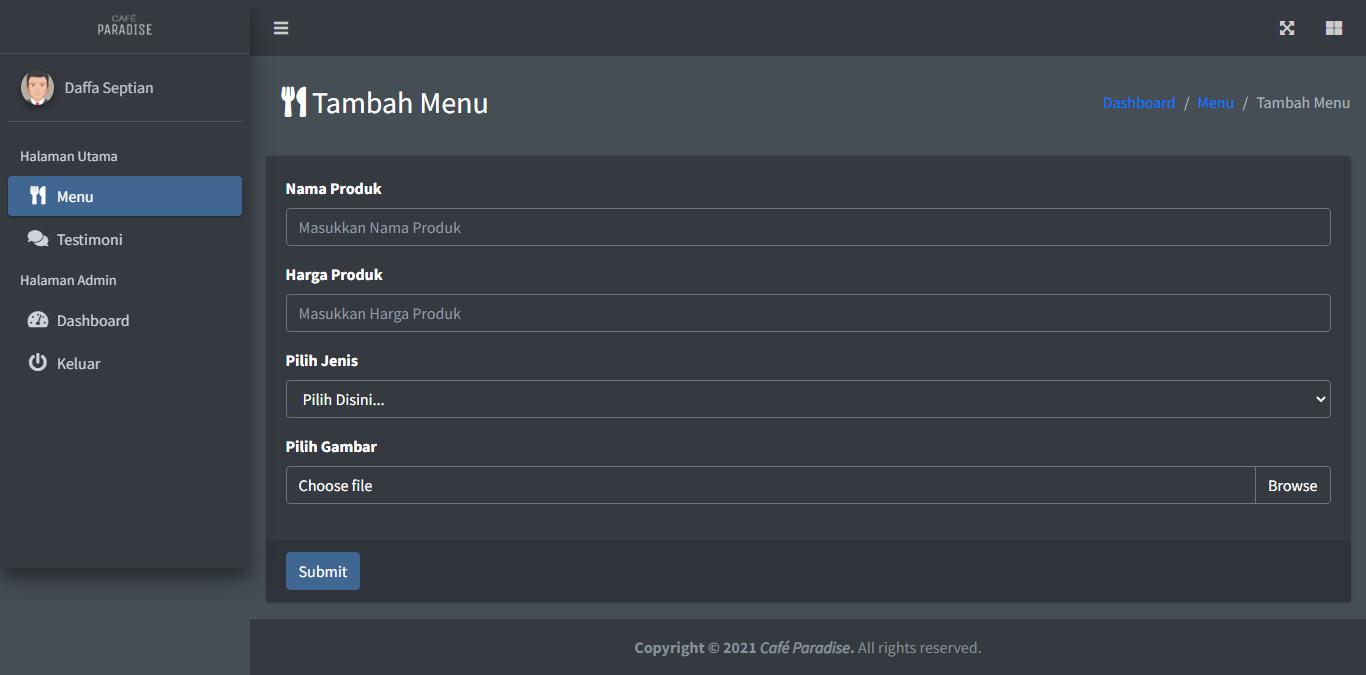 CAFÉ
PARADISE
Daffa Septian
Halaman Utama
Menu
Testimoni
Halaman Admin
Dashboard
Keluar
Tambah Menu
Dashboard / Menu / Tambah Menu
Nama Produk
Masukkan Nama Produk
Harga Produk
Masukkan Harga Produk
Pilih Jenis
Pilih Disini...
Pilih Gambar
Choose file Browse
Submit
Copyright © 2021 Café Paradise. All rights reserved.